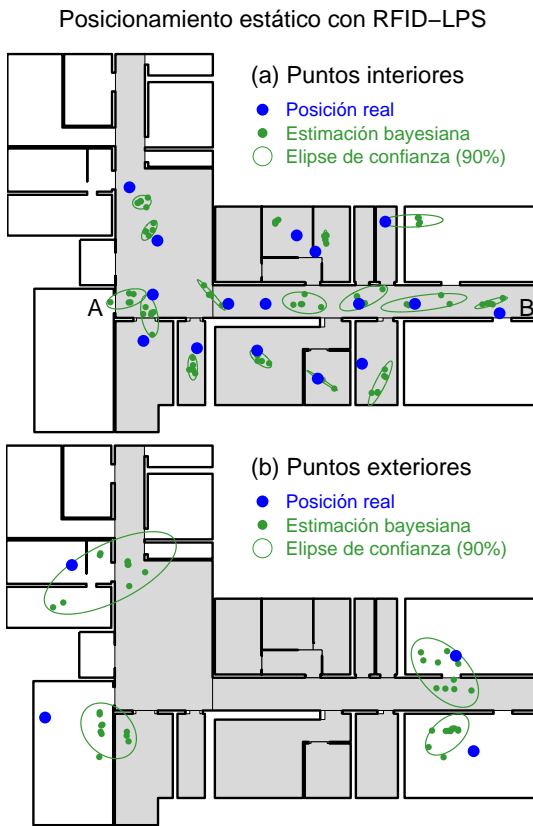 Posicionamiento estático con RFID−LPS
(a) Puntos interiores
Posición real
Estimación bayesiana
Elipse de confianza (90%)
A
B
(b) Puntos exteriores
Posición real
Estimación bayesiana
Elipse de confianza (90%)